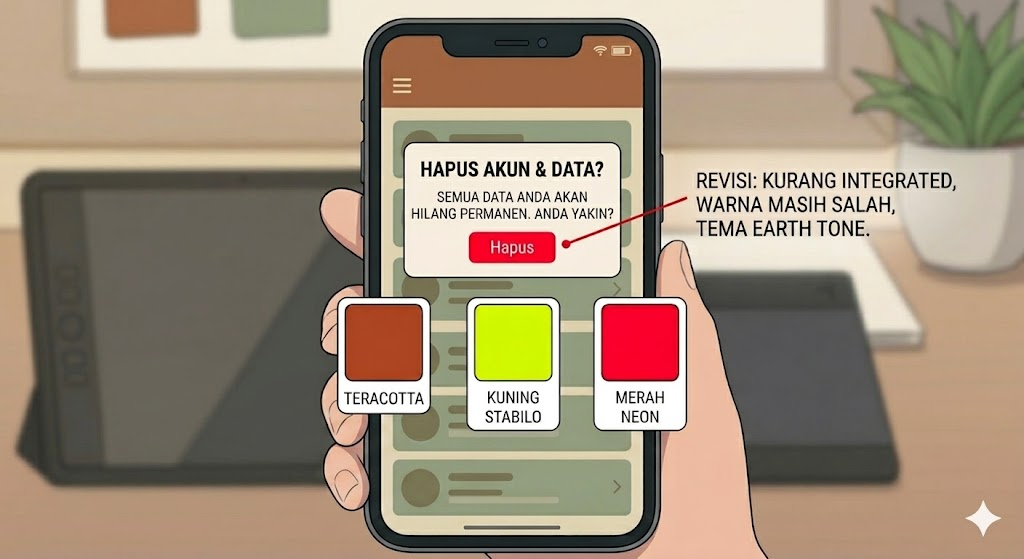 HAPUS AKUN & DATA?
SEMUA DATA ANDA AKAN
HILANG PERMANEN. ANDA YAKIN?
Hapus
REVISI: KURANG INTEGRATED,
WARNA MASIH SALAH,
TEMA EARTH TONE.
TERACOTTA
KUNING
STABILO
MERAH
NEON